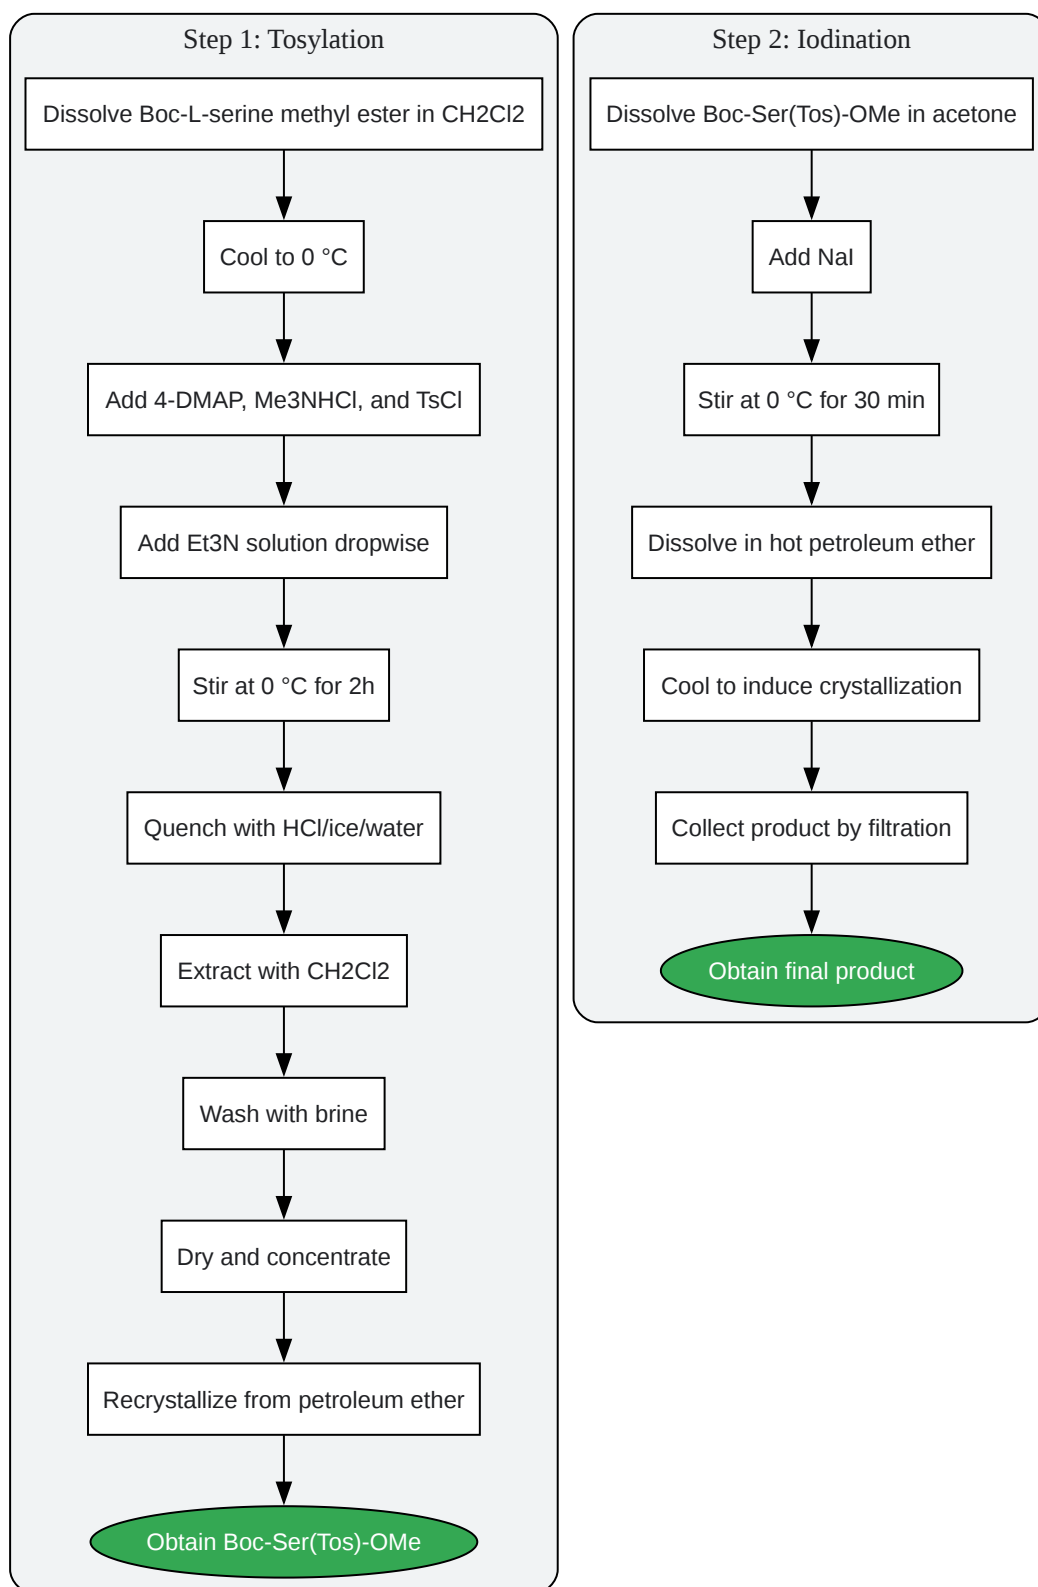 Step 1: Tosylation
Dissolve Boc-L-serine methyl ester in CH2Cl2
Cool to 0 °C
Add 4-DMAP, Me3NHCl, and TsCl
Add Et3N solution dropwise
Stir at 0 °C for 2h
Quench with HCl/ice/water
Extract with CH2Cl2
Wash with brine
Dry and concentrate
Recrystallize from petroleum ether
Obtain Boc-Ser(Tos)-OMe
Step 2: Iodination
Dissolve Boc-Ser(Tos)-OMe in acetone
Add NaI
Stir at 0 °C for 30 min
Dissolve in hot petroleum ether
Cool to induce crystallization
Collect product by filtration
Obtain final product